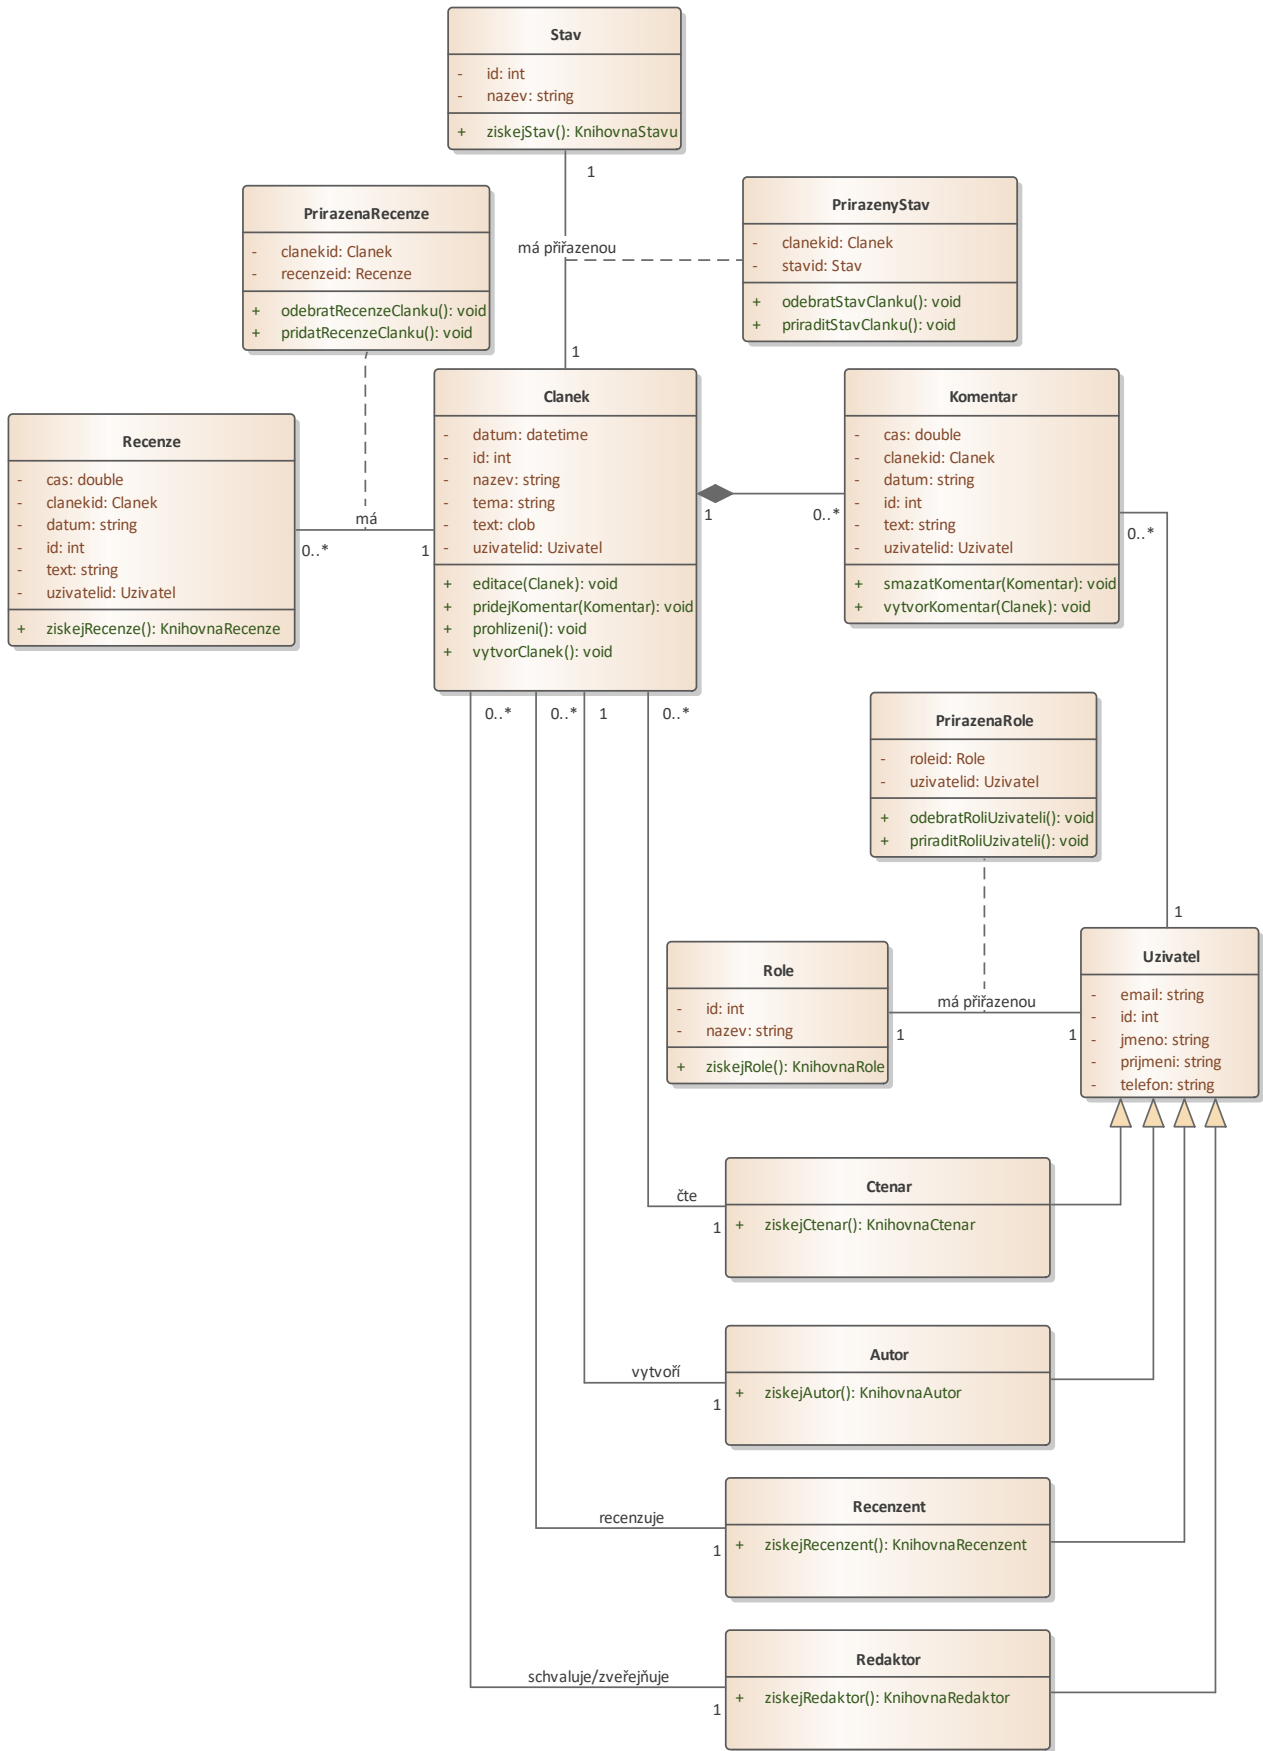 Stav
- id: int
- nazev: string
+ ziskejStav(): KnihovnaStavu
1
PrirazenaRecenze
- clanekid: Clanek
- recenzeid: Recenze
+ odebratRecenzeClanku(): void
+ pridatRecenzeClanku(): void
PrirazenyStav
- clanekid: Clanek
- stavid: Stav
+ odebratStavClanku(): void
+ priraditStavClanku(): void
má přiřazenou
1
Recenze
- cas: double
- clanekid: Clanek
- datum: string
- id: int
- text: string
- uzivatelid: Uzivatel
+ ziskejRecenze(): KnihovnaRecenze
má
0..*
1
Clanek
- datum: datetime
- id: int
- nazev: string
- tema: string
- text: clob
- uzivatelid: Uzivatel
+ editace(Clanek): void
+ pridejKomentar(Komentar): void
+ prohlizeni(): void
+ vytvorClanek(): void
1
0..*
Komentar
- cas: double
- clanekid: Clanek
- datum: string
- id: int
- text: string
- uzivatelid: Uzivatel
+ smazatKomentar(Komentar): void
+ vytvorKomentar(Clanek): void
0..*
0..*
0..*
1
0..*
PrirazenaRole
- roleid: Role
- uzivatelid: Uzivatel
+ odebratRoliUzivateli(): void
+ priraditRoliUzivateli(): void
1
Role
- id: int
- nazev: string
+ ziskejRole(): KnihovnaRole
má přiřazenou
1
1
Uzivatel
- email: string
- id: int
- jmeno: string
- prijmeni: string
- telefon: string
čte
1
Ctenar
+ ziskejCtenar(): KnihovnaCtenar
vytvoří
1
Autor
+ ziskejAutor(): KnihovnaAutor
recenzuje
1
Recenzent
+ ziskejRecenzent(): KnihovnaRecenzent
schvaluje/zveřejňuje
1
Redaktor
+ ziskejRedaktor(): KnihovnaRedaktor